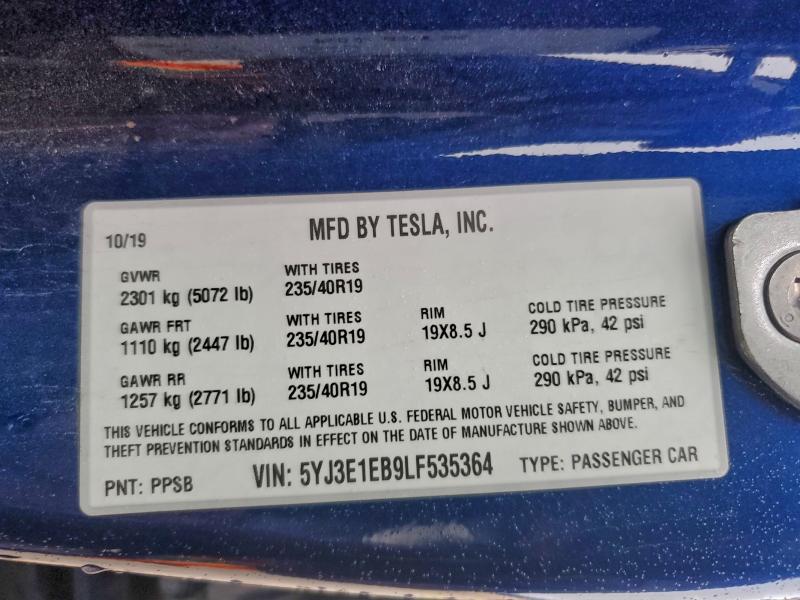 10/19 MFD BY TESLA, INC.
GVWR WITH TIRES
2301 kg (5072 lb) 235/40R19
GAWR FRT WITH TIRES RIM COLD TIRE PRESSURE
1110 kg (2447 lb) 235/40R19 19X8.5 J 290 kPa, 42 psi
GAWR RR WITH TIRES RIM COLD TIRE PRESSURE
1257 kg (2771 lb) 235/40R19 19X8.5 J 290 kPa, 42 psi
THIS VEHICLE CONFORMS TO ALL APPLICABLE U.S. FEDERAL MOTOR VEHICLE SAFETY, BUMPER, AND
THEFT PREVENTION STANDARDS IN EFFECT ON THE DATE OF MANUFACTURE SHOWN ABOVE.
PNT: PPSB VIN: 5YJ3E1EB9LF535364 TYPE: PASSENGER CAR